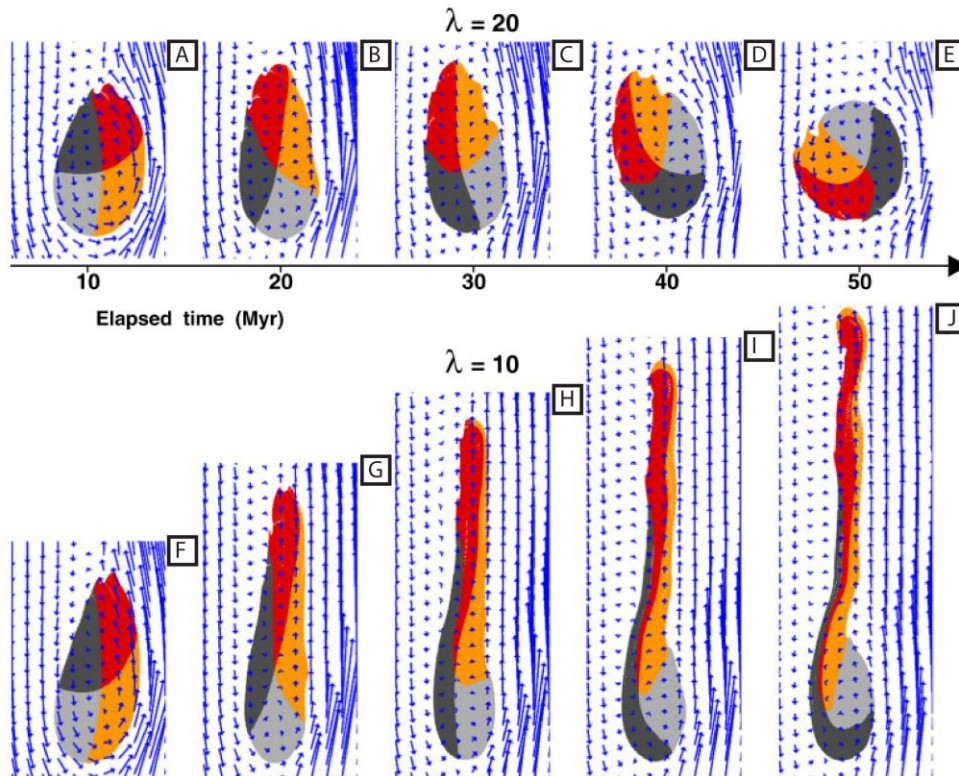 λ = 20
A
B
C
D
E
10
20
30
40
50
Elapsed time (Myr)
λ = 10
F
G
H
I
J